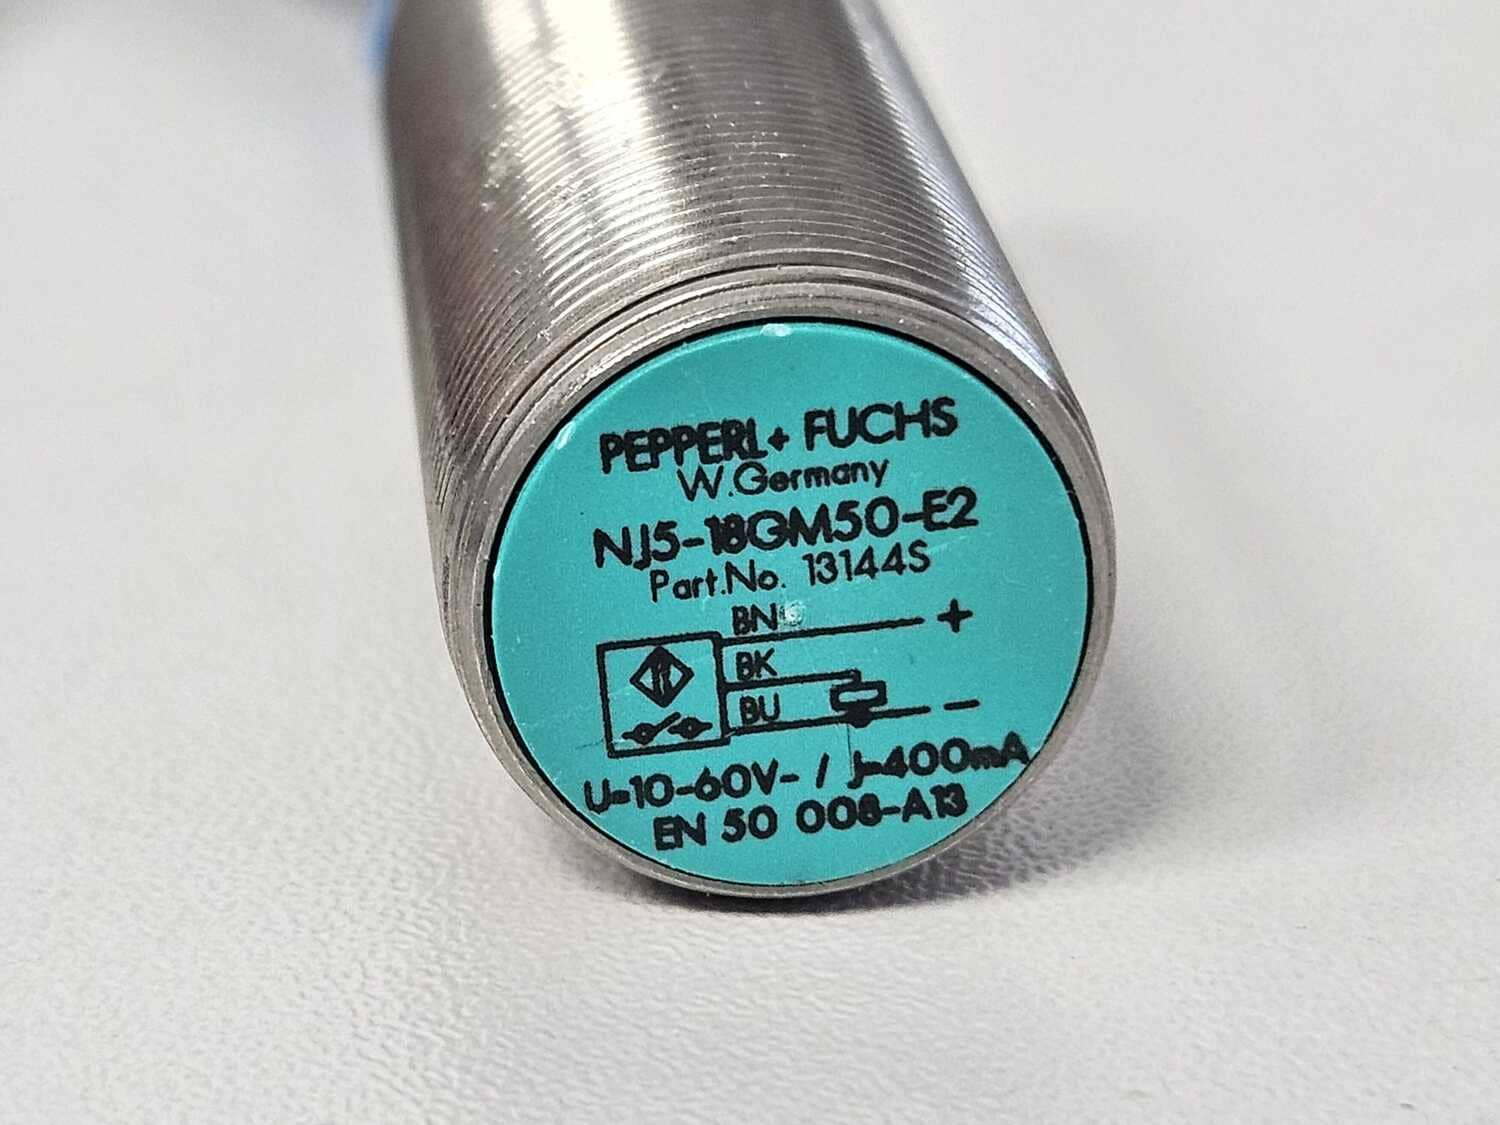 PEPPERL+ FUCHS
W.Germany
NJ5-18GM50-E2
Part.No. 13144S
BN +
BK
BU -
U=10-60V- / J=400mA
EN 50 008-A13